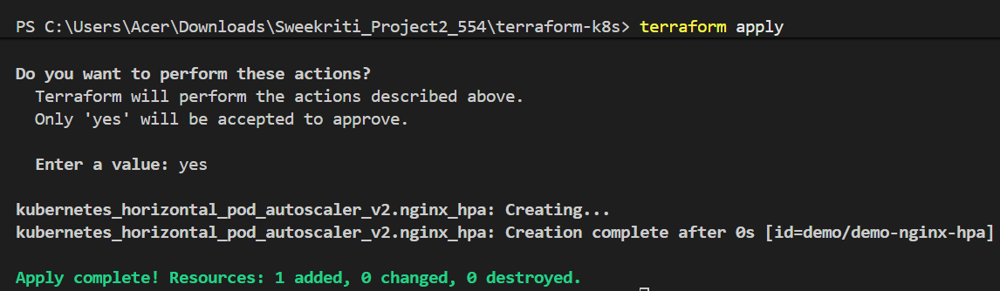 PS C:\Users\Acer\Downloads\Sweekriti_Project2_554\terraform-k8s> terraform apply
Do you want to perform these actions?
Terraform will perform the actions described above.
Only 'yes' will be accepted to approve.
Enter a value: yes
kubernetes_horizontal_pod_autoscaler_v2.nginx_hpa: Creating...
kubernetes_horizontal_pod_autoscaler_v2.nginx_hpa: Creation complete after 0s [id=demo/demo-nginx-hpa]
Apply complete! Resources: 1 added, 0 changed, 0 destroyed.